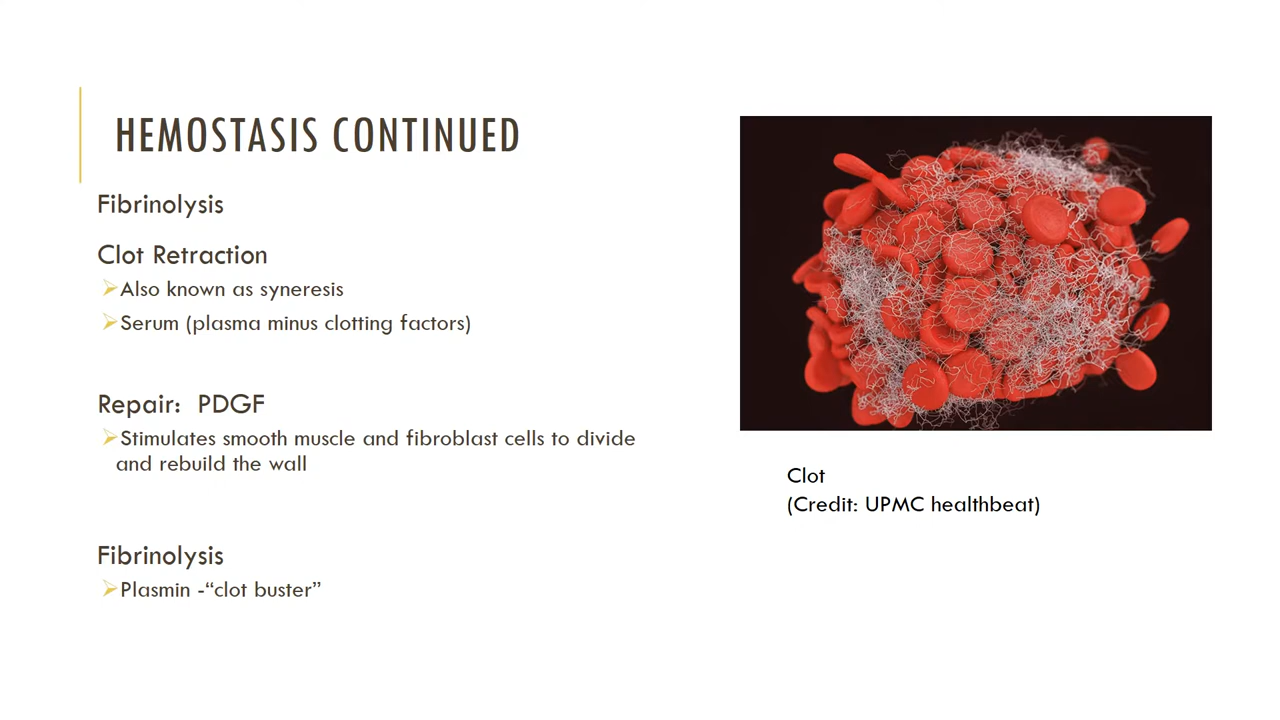 HEMOSTASIS CONTINUED
Fibrinolysis
Clot Retraction
Also known as syneresis
Serum (plasma minus clotting factors)
Repair: PDGF
Stimulates smooth muscle and fibroblast cells to divide
and rebuild the wall
Fibrinolysis
Plasmin -“clot buster”
Clot
(Credit: UPMC healthbeat)